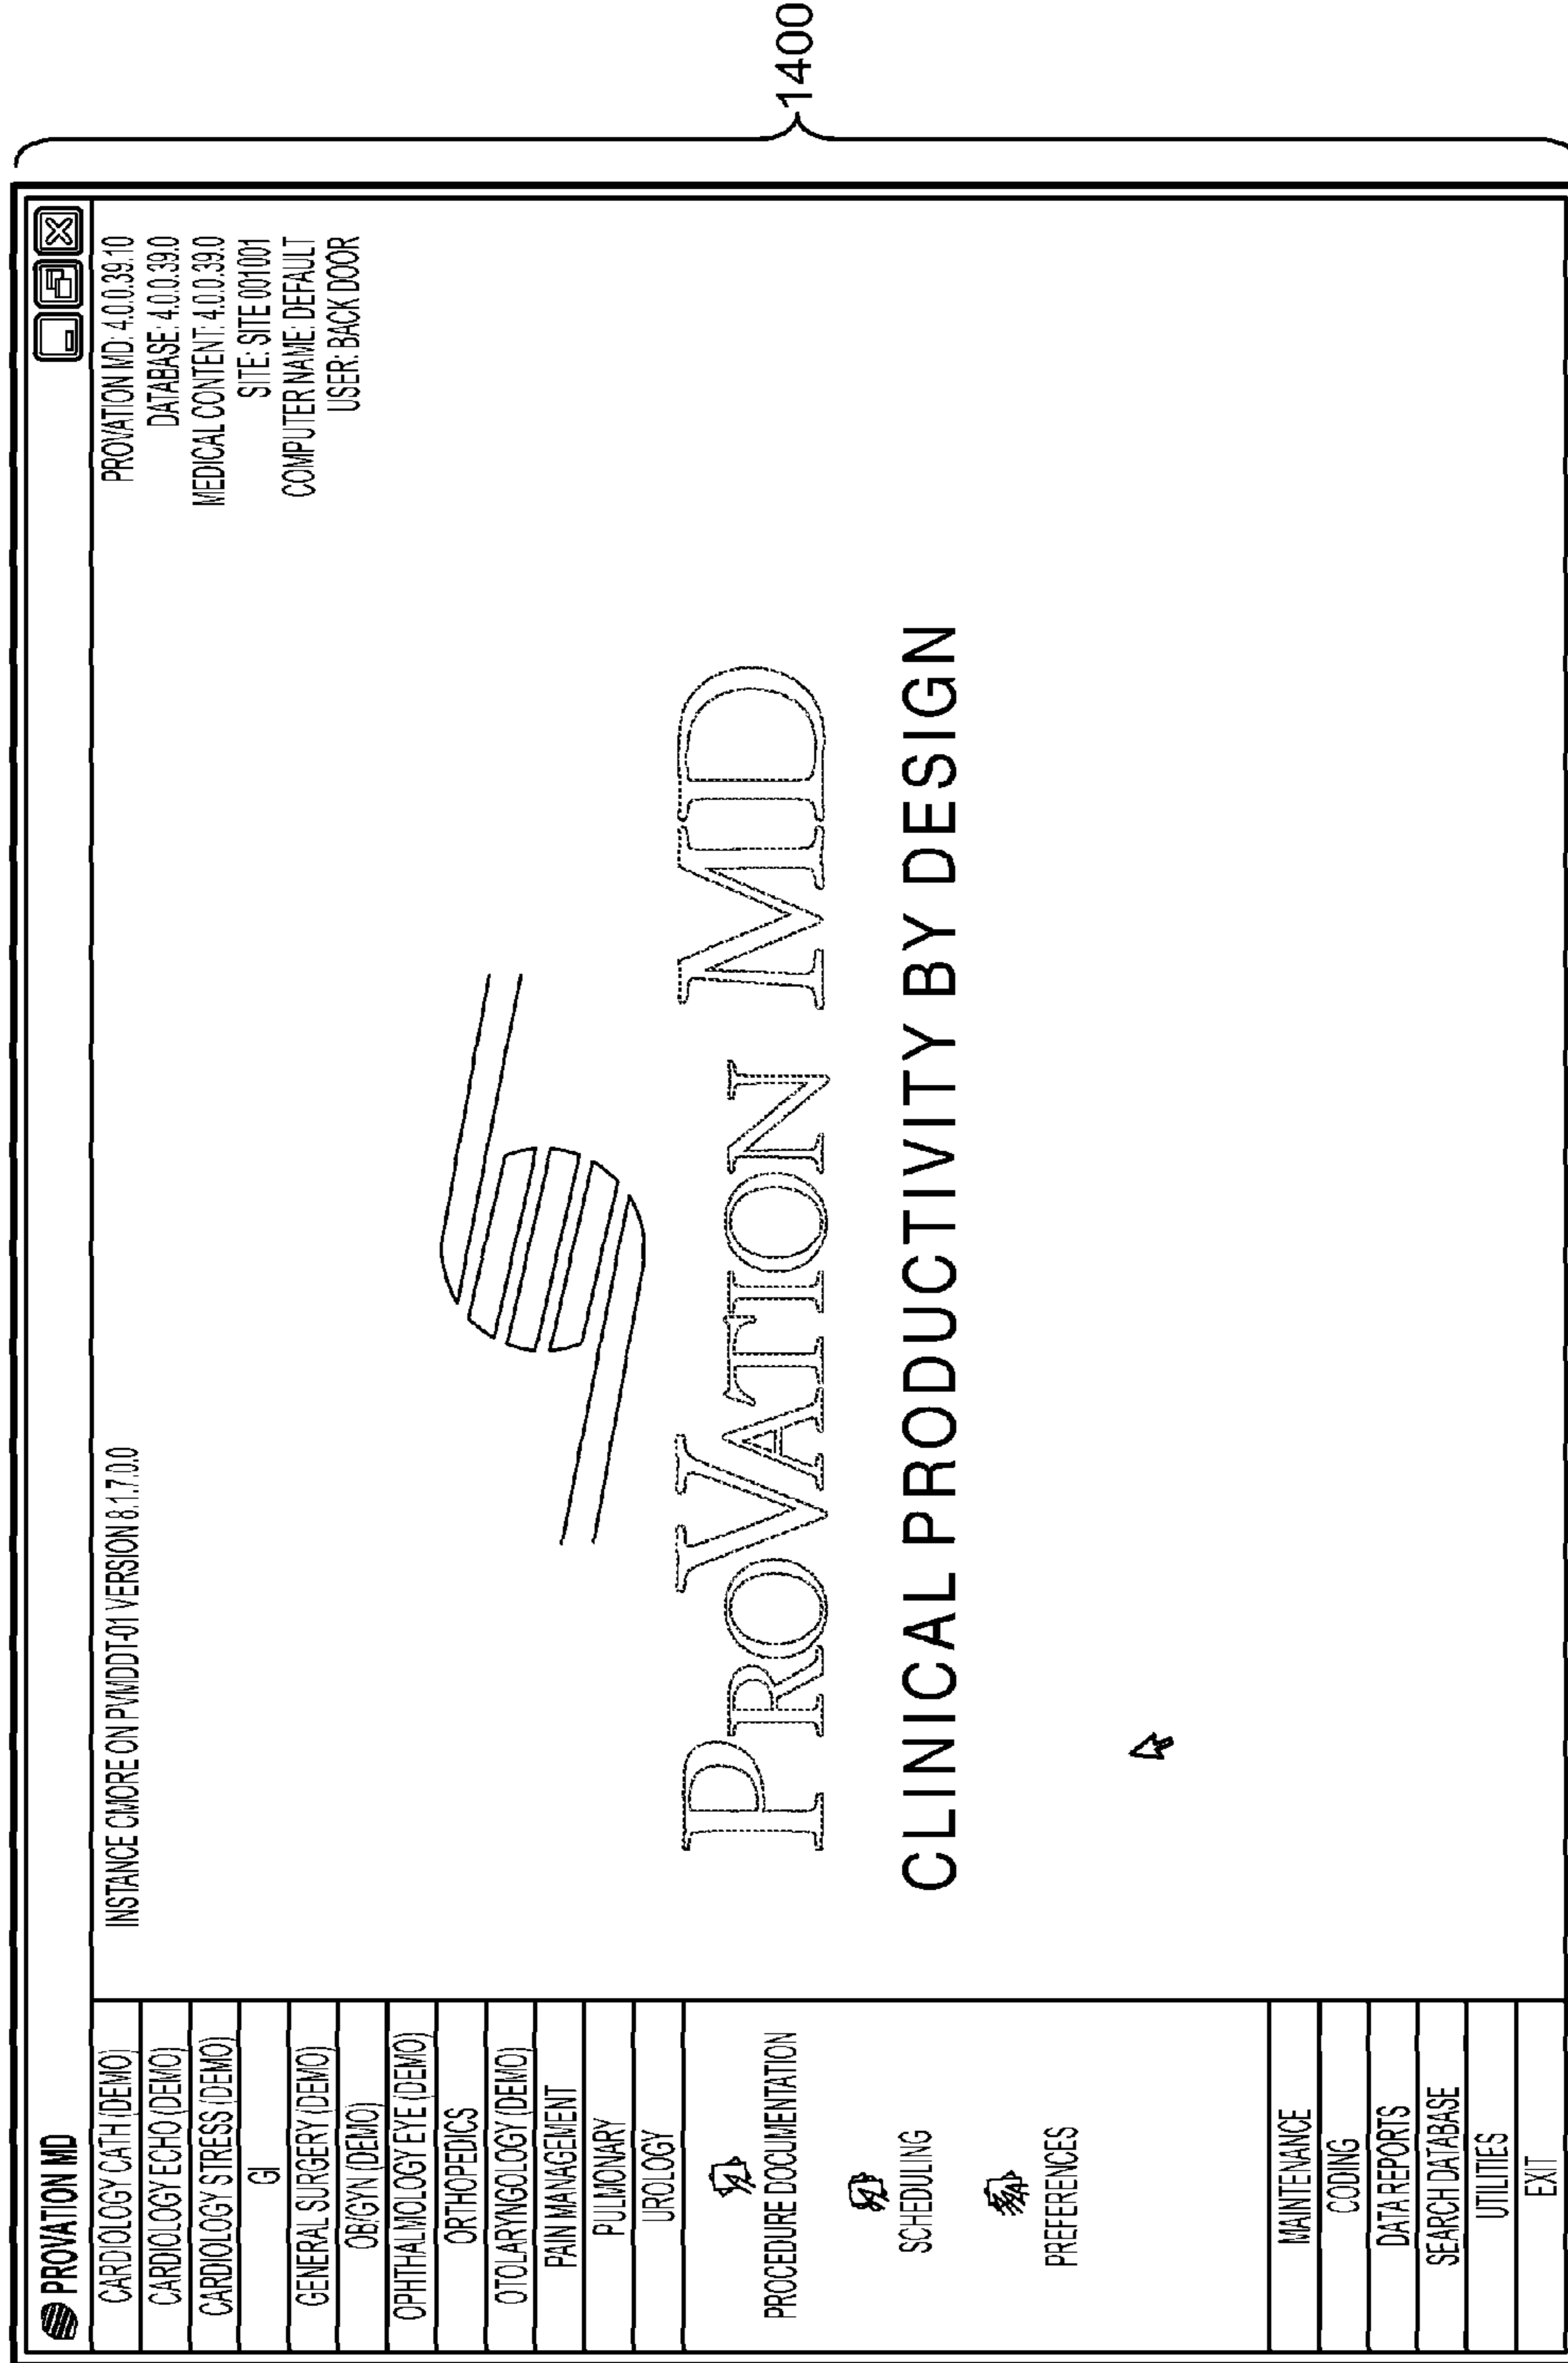 PROVATION MD
CARDIOLOGY CATH (DEMO)
CARDIOLOGY ECHO (DEMO)
CARDIOLOGY STRESS (DEMO)
GI
GENERAL SURGERY (DEMO)
OB/GYN (DEMO)
OPHTHALMOLOGY EYE (DEMO)
ORTHOPEDICS
OTOLARYNGOLOGY (DEMO)
PAIN MANAGEMENT
PULMONARY
UROLOGY
PROCEDURE DOCUMENTATION
SCHEDULING
PREFERENCES
MAINTENANCE
CODING
DATA REPORTS
SEARCH DATABASE
UTILITIES
EXIT
INSTANCE CMORE ON PVMDDT-01 VERSION 8.1.7.0.0
PROVATION MD: 4.0.0.39.10
DATABASE: 4.0.0.39.0
MEDICAL CONTENT: 4.0.0.39.0
SITE: SITE 001001
COMPUTER NAME: DEFAULT
USER: BACK DOOR
PROVATION MD
CLINICAL PRODUCTIVITY BY DESIGN
1400